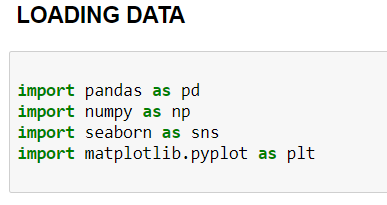 LOADING DATA
import pandas as pd
import numpy as np
import seaborn as sns
import matplotlib.pyplot as plt